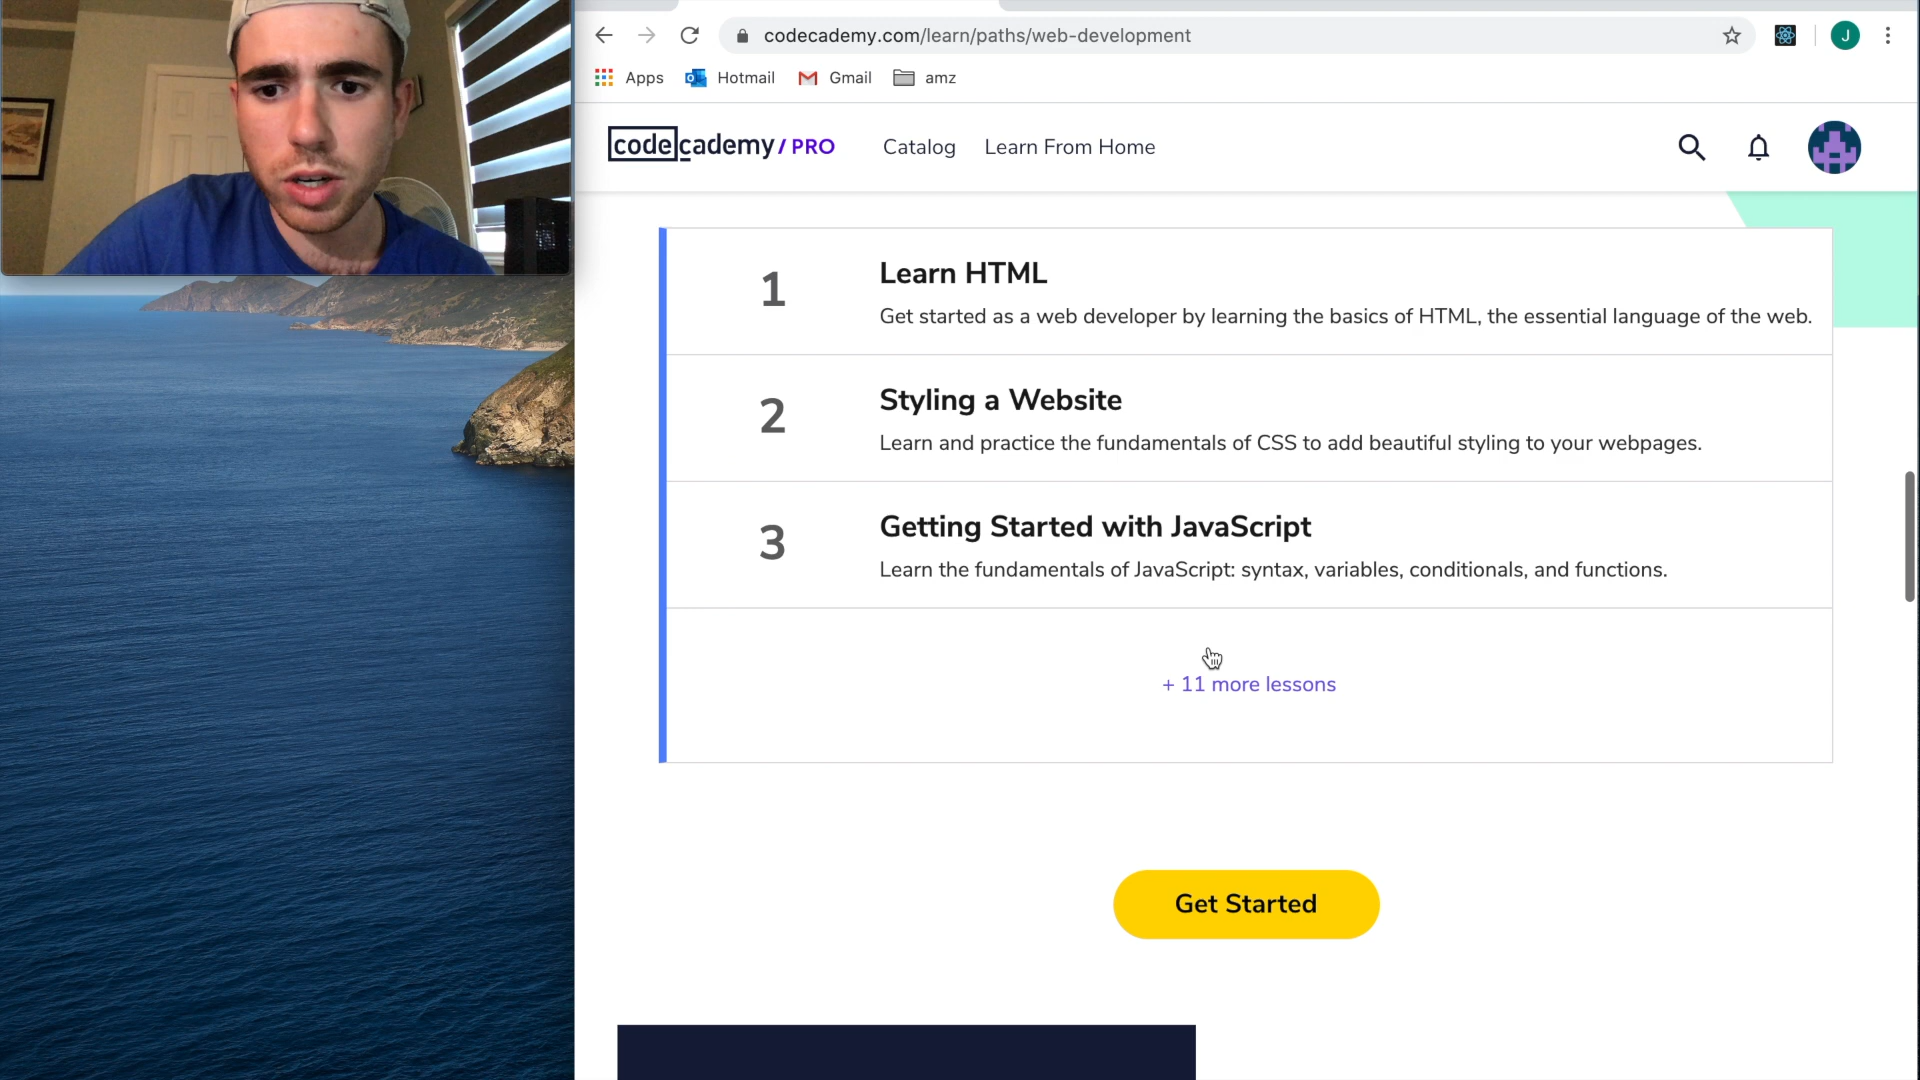 codecademy.com/learn/paths/web-development
J
Apps
Hotmail
Gmail
amz
codecademy / PRO
Catalog
Learn From Home
1
Learn HTML
Get started as a web developer by learning the basics of HTML, the essential language of the web.
2
Styling a Website
Learn and practice the fundamentals of CSS to add beautiful styling to your webpages.
3
Getting Started with JavaScript
Learn the fundamentals of JavaScript: syntax, variables, conditionals, and functions.
+ 11 more lessons
Get Started